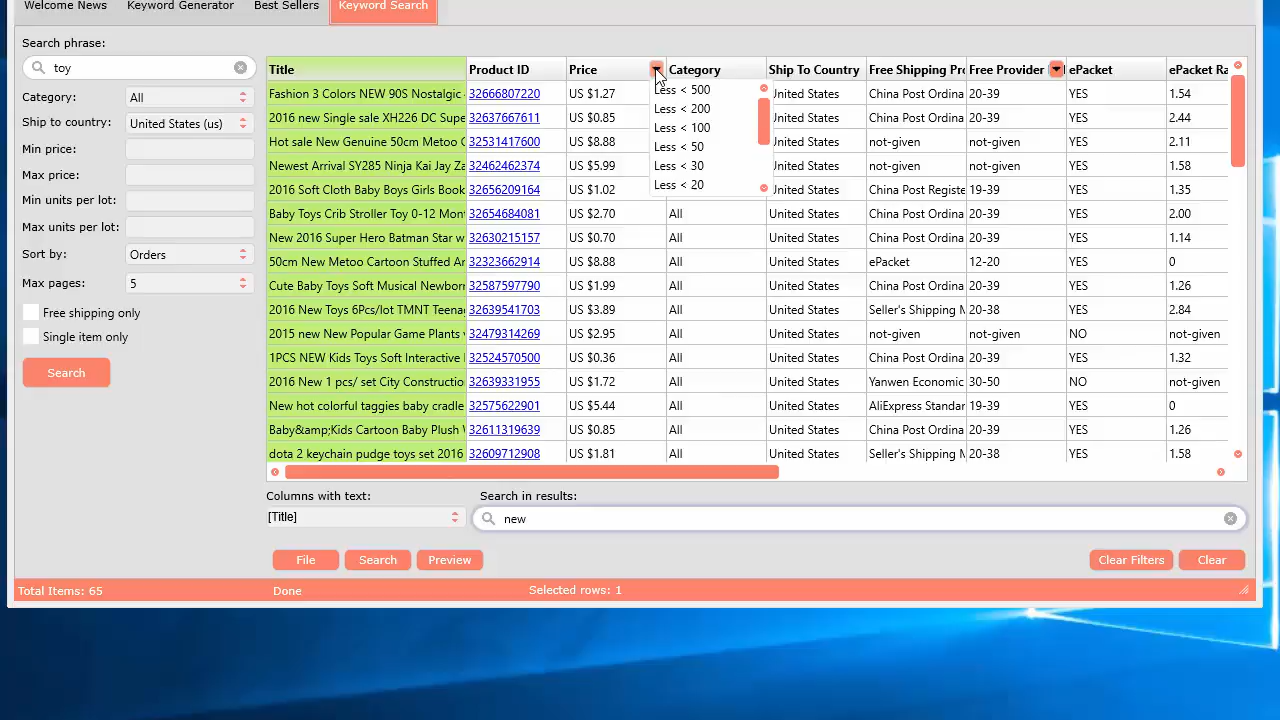 Welcome News Keyword Generator Best Sellers Keyword Search
Search phrase:
toy
Category: All
Ship to country: United States (us)
Min price:
Max price:
Min units per lot:
Max units per lot:
Sort by: Orders
Max pages: 5
Free shipping only
Single item only
Search
Title Product ID Price Category Ship To Country Free Shipping Pro Free Provider ePacket ePacket Ra
Less < 500
Less < 200
Less < 100
Less < 50
Less < 30
Less < 20
Fashion 3 Colors NEW 90S Nostalgic 32666807220 US $1.27 United States China Post Ordina 20-39 YES 1.54
2016 new Single sale XH226 DC Supe 32637667611 US $0.85 United States China Post Ordina 20-39 YES 2.44
Hot sale New Genuine 50cm Metoo C 32531417600 US $8.88 United States not-given not-given YES 2.11
Newest Arrival SY285 Ninja Kai Jay Za 32462462374 US $5.99 United States not-given not-given YES 1.58
2016 Soft Cloth Baby Boys Girls Book 32656209164 US $1.02 United States China Post Registe 19-39 YES 1.35
Baby Toys Crib Stroller Toy 0-12 Mon 32654684081 US $2.70 All United States China Post Ordina 20-39 YES 2.00
New 2016 Super Hero Batman Star w 32630215157 US $0.70 All United States China Post Ordina 20-39 YES 1.14
50cm New Metoo Cartoon Stuffed Ar 32323662914 US $8.88 All United States ePacket 12-20 YES 0
Cute Baby Toys Soft Musical Newborr 32587597790 US $1.99 All United States China Post Ordina 20-39 YES 1.26
2016 New Toys 6Pcs/lot TMNT Teena 32639541703 US $3.89 All United States Seller's Shipping M 20-38 YES 2.84
2015 new New Popular Game Plants v 32479314269 US $2.95 All United States not-given not-given NO not-given
1PCS NEW Kids Toys Soft Interactive I 32524570500 US $0.36 All United States China Post Ordina 20-39 YES 1.32
2016 New 1 pcs/ set City Constructio 32639331955 US $1.72 All United States Yanwen Economic 30-50 NO not-given
New hot colorful taggies baby cradle 32575622901 US $5.44 All United States AliExpress Standar 19-39 YES 0
Baby&amp;Kids Cartoon Baby Plush V 32611319639 US $0.85 All United States China Post Ordina 20-39 YES 1.26
dota 2 keychain pudge toys set 2016 32609712908 US $1.81 All United States Seller's Shipping M 20-38 YES 1.58
Columns with text: Search in results:
[Title] new
File Search Preview Clear Filters Clear
Total Items: 65 Done Selected rows: 1